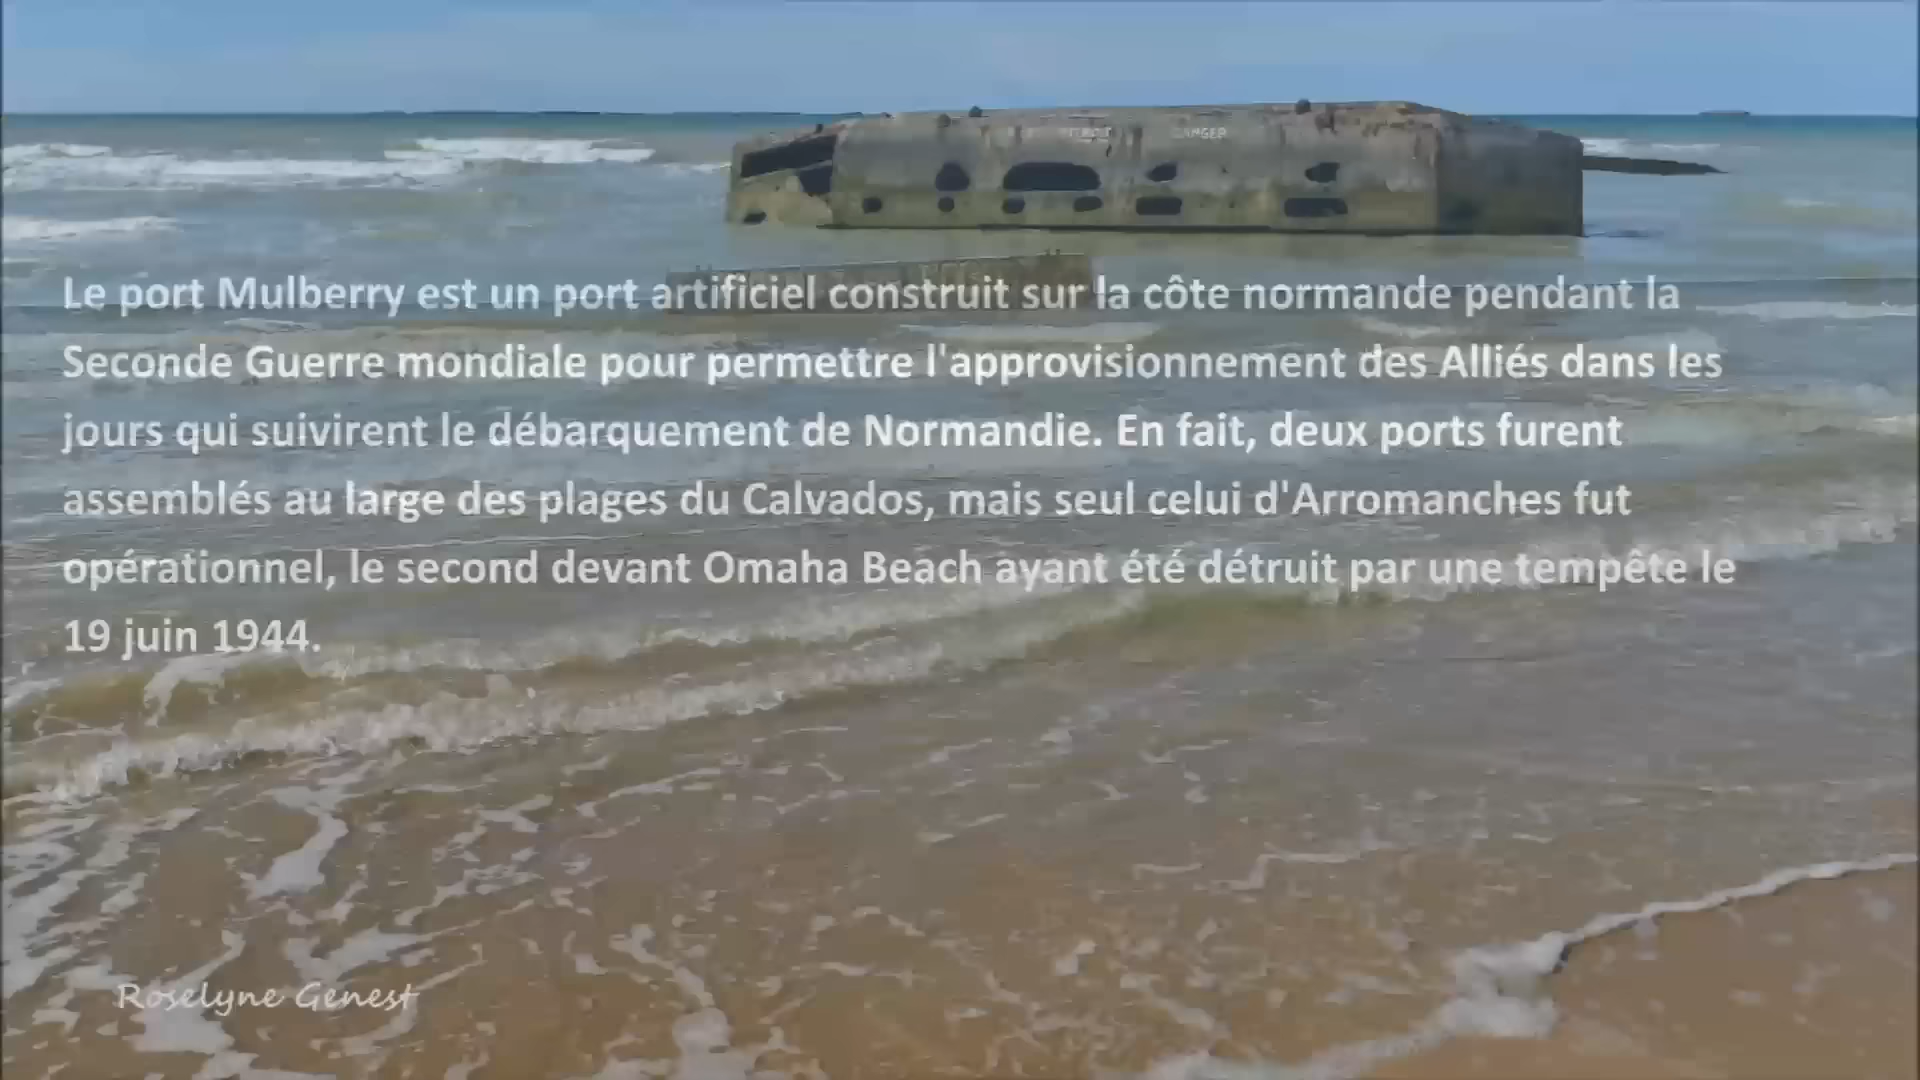 DANGER
Le port Mulberry est un port artificiel construit sur la côte normande pendant la
Seconde Guerre mondiale pour permettre l'approvisionnement des Alliés dans les
jours qui suivirent le débarquement de Normandie. En fait, deux ports furent
assemblés au large des plages du Calvados, mais seul celui d'Arromanches fut
opérationnel, le second devant Omaha Beach ayant été détruit par une tempête le
19 juin 1944.
Roselyne Genest